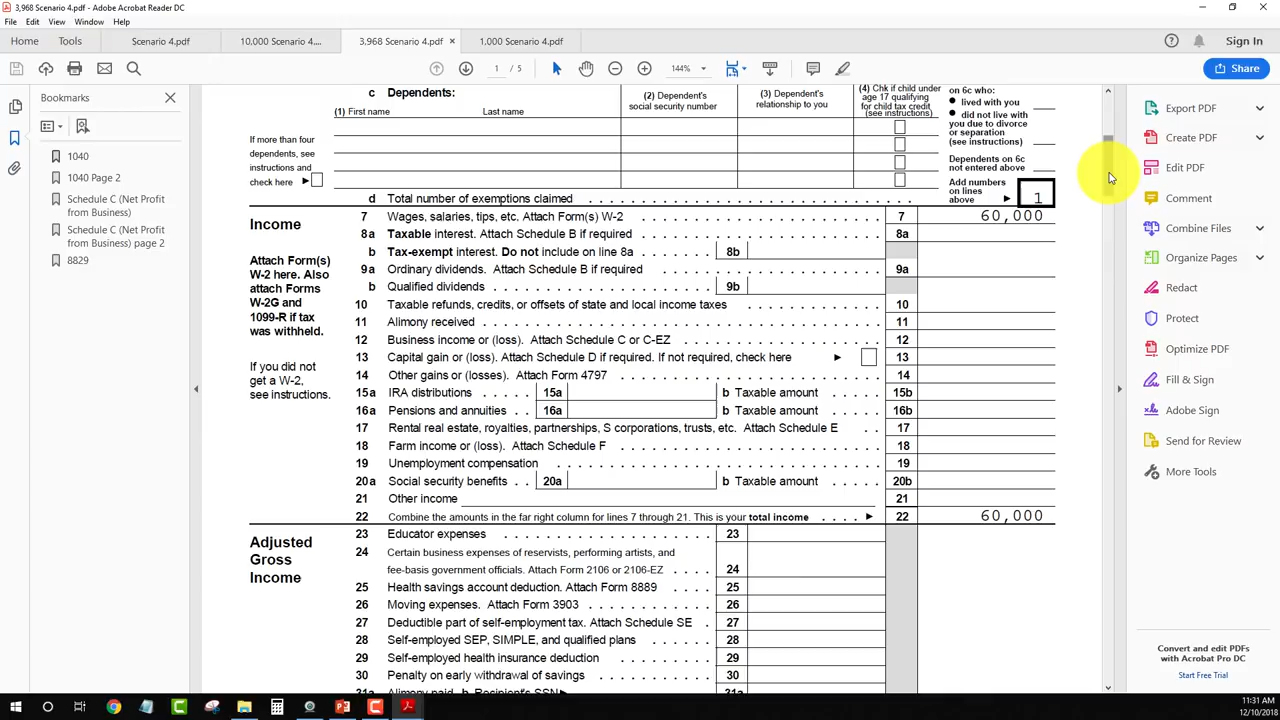 3,968 Scenario 4.pdf - Adobe Acrobat Reader DC
File Edit View Window Help
Home Tools Scenario 4.pdf 10,000 Scenario 4.... 3,968 Scenario 4.pdf × 1,000 Scenario 4.pdf Sign In
1 / 5 144% Share
Bookmarks
1040
1040 Page 2
Schedule C (Net Profit
from Business)
Schedule C (Net Profit
from Business) page 2
8829
c Dependents:
(1) First name Last name
(2) Dependent's
social security number
(3) Dependent's
relationship to you
(4) Chk if child under
age 17 qualifying
for child tax credit
(see instructions)
on 6c who:
● lived with you
● did not live with
you due to divorce
or separation
(see instructions)
Dependents on 6c
not entered above
Add numbers
on lines
above ► 1
If more than four
dependents, see
instructions and
check here ►
d Total number of exemptions claimed
Income
Attach Form(s)
W-2 here. Also
attach Forms
W-2G and
1099-R if tax
was withheld.
If you did not
get a W-2,
see instructions.
7 Wages, salaries, tips, etc. Attach Form(s) W-2 7 60,000
8a Taxable interest. Attach Schedule B if required 8a
b Tax-exempt interest. Do not include on line 8a 8b
9a Ordinary dividends. Attach Schedule B if required 9a
b Qualified dividends 9b
10 Taxable refunds, credits, or offsets of state and local income taxes 10
11 Alimony received 11
12 Business income or (loss). Attach Schedule C or C-EZ 12
13 Capital gain or (loss). Attach Schedule D if required. If not required, check here ► 13
14 Other gains or (losses). Attach Form 4797 14
15a IRA distributions 15a b Taxable amount 15b
16a Pensions and annuities 16a b Taxable amount 16b
17 Rental real estate, royalties, partnerships, S corporations, trusts, etc. Attach Schedule E 17
18 Farm income or (loss). Attach Schedule F 18
19 Unemployment compensation 19
20a Social security benefits 20a b Taxable amount 20b
21 Other income 21
22 Combine the amounts in the far right column for lines 7 through 21. This is your total income ► 22 60,000
Adjusted
Gross
Income
23 Educator expenses 23
24 Certain business expenses of reservists, performing artists, and
fee-basis government officials. Attach Form 2106 or 2106-EZ 24
25 Health savings account deduction. Attach Form 8889 25
26 Moving expenses. Attach Form 3903 26
27 Deductible part of self-employment tax. Attach Schedule SE 27
28 Self-employed SEP, SIMPLE, and qualified plans 28
29 Self-employed health insurance deduction 29
30 Penalty on early withdrawal of savings 30
31a Alimony paid b Recipient's SSN ► 31a
Export PDF
Create PDF
Edit PDF
Comment
Combine Files
Organize Pages
Redact
Protect
Optimize PDF
Fill & Sign
Adobe Sign
Send for Review
More Tools
Convert and edit PDFs
with Acrobat Pro DC
Start Free Trial
11:31 AM
12/10/2018